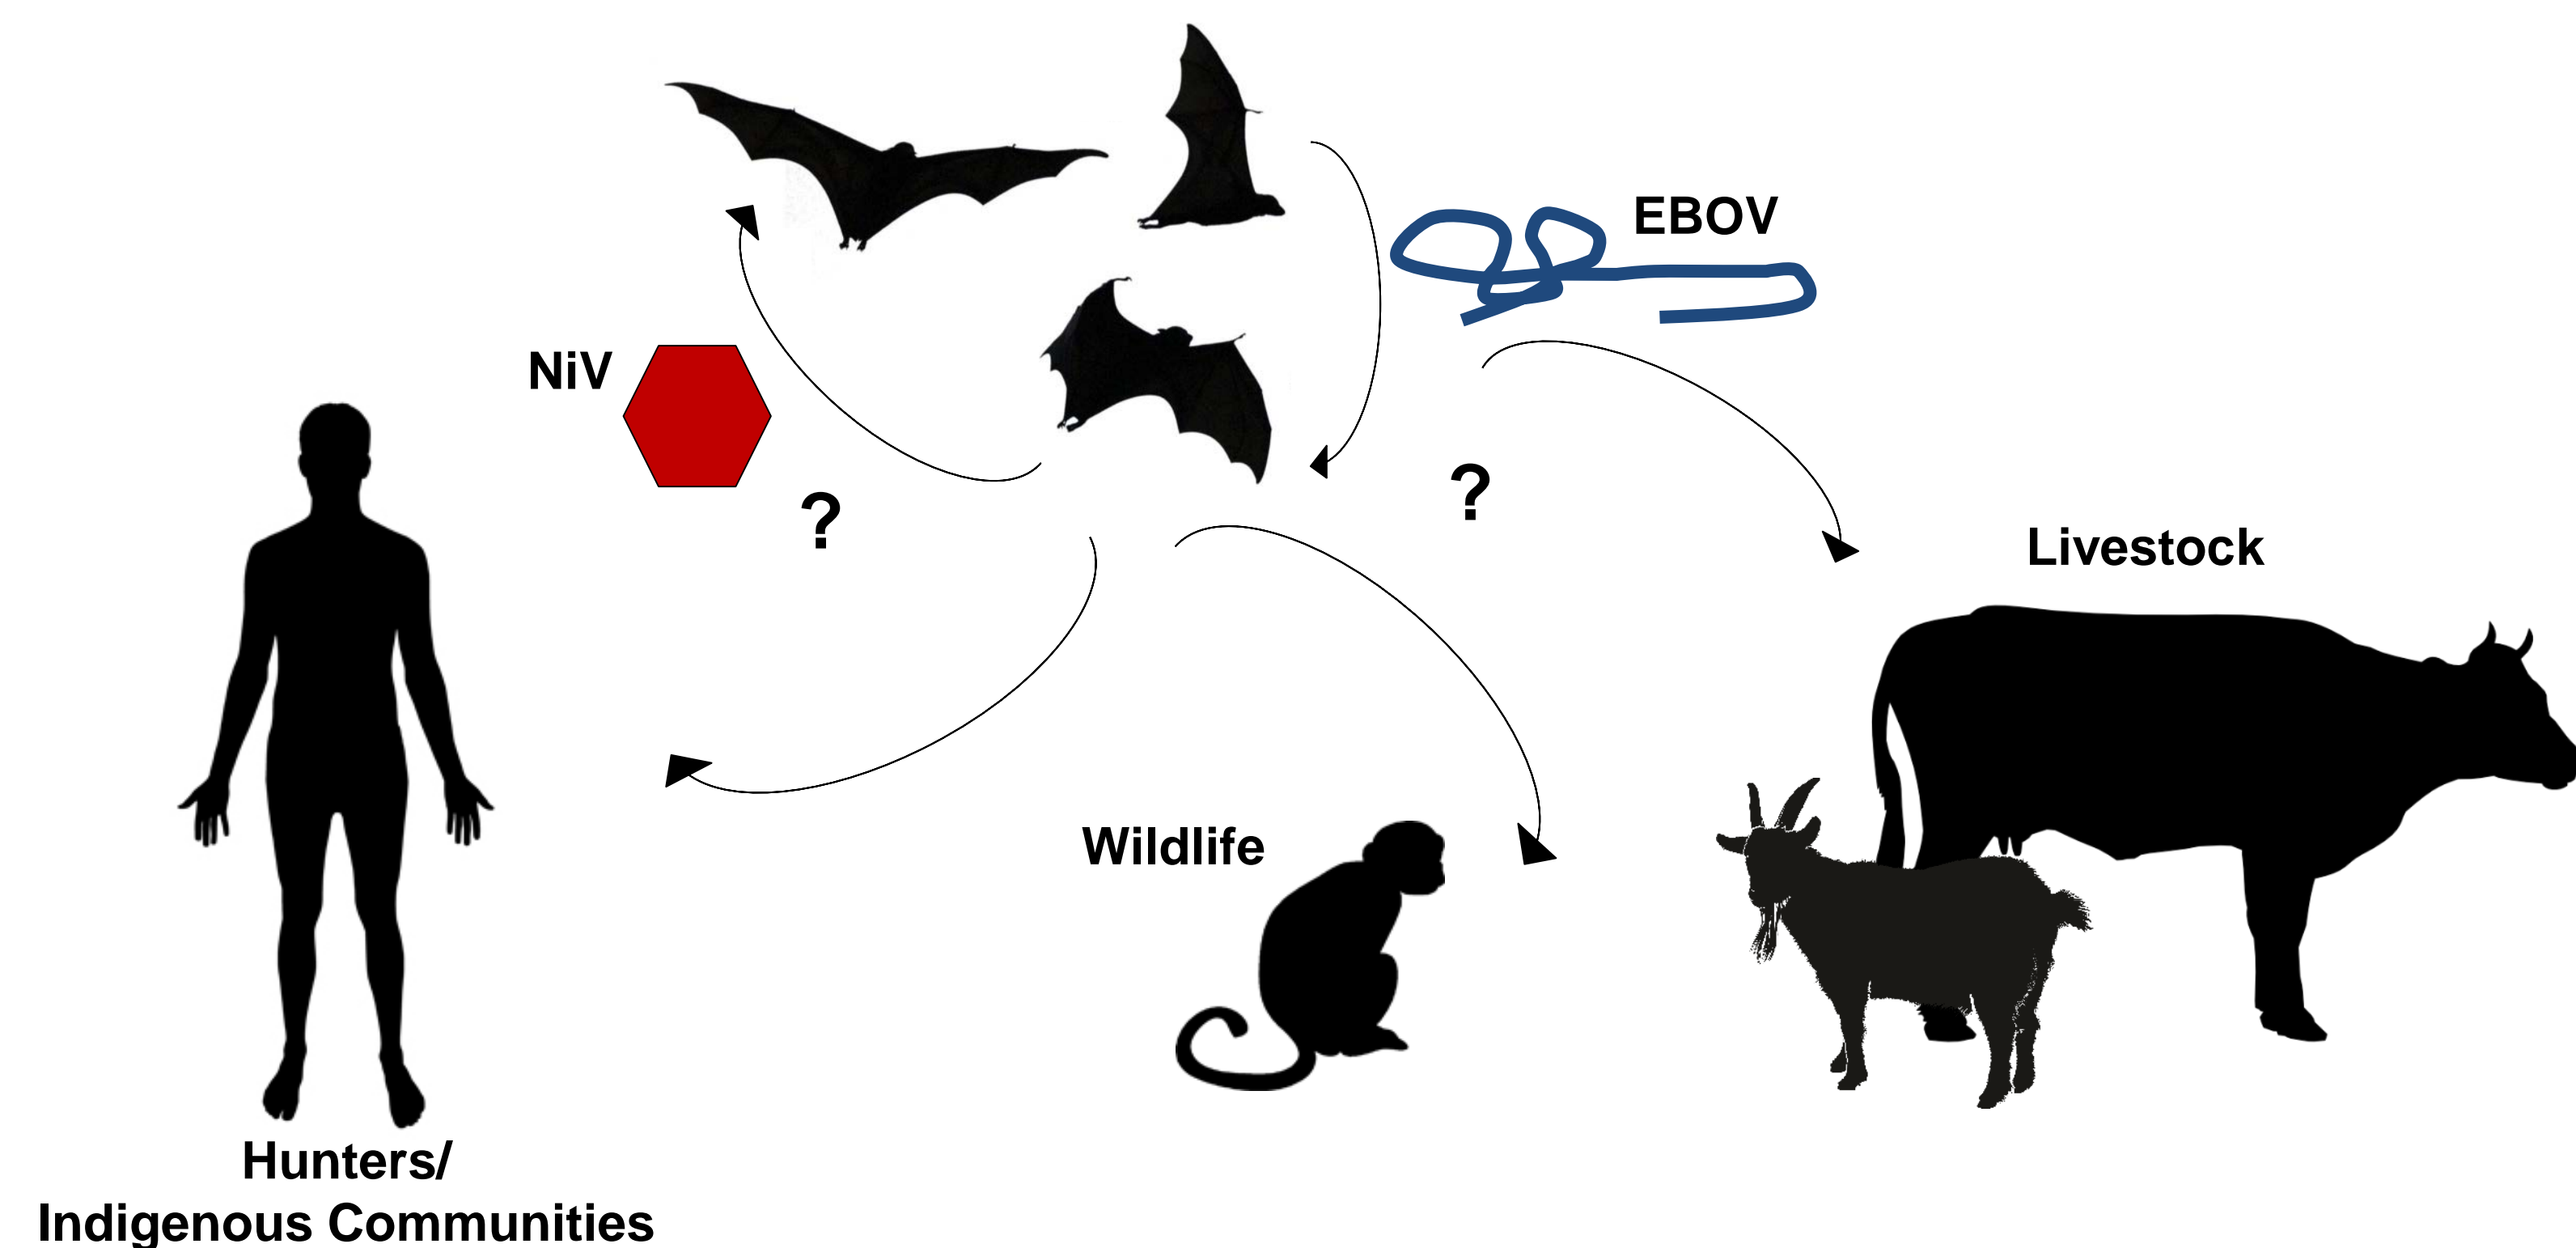 EBOV
NiV
?
?
Livestock
Wildlife
Hunters/
Indigenous Communities